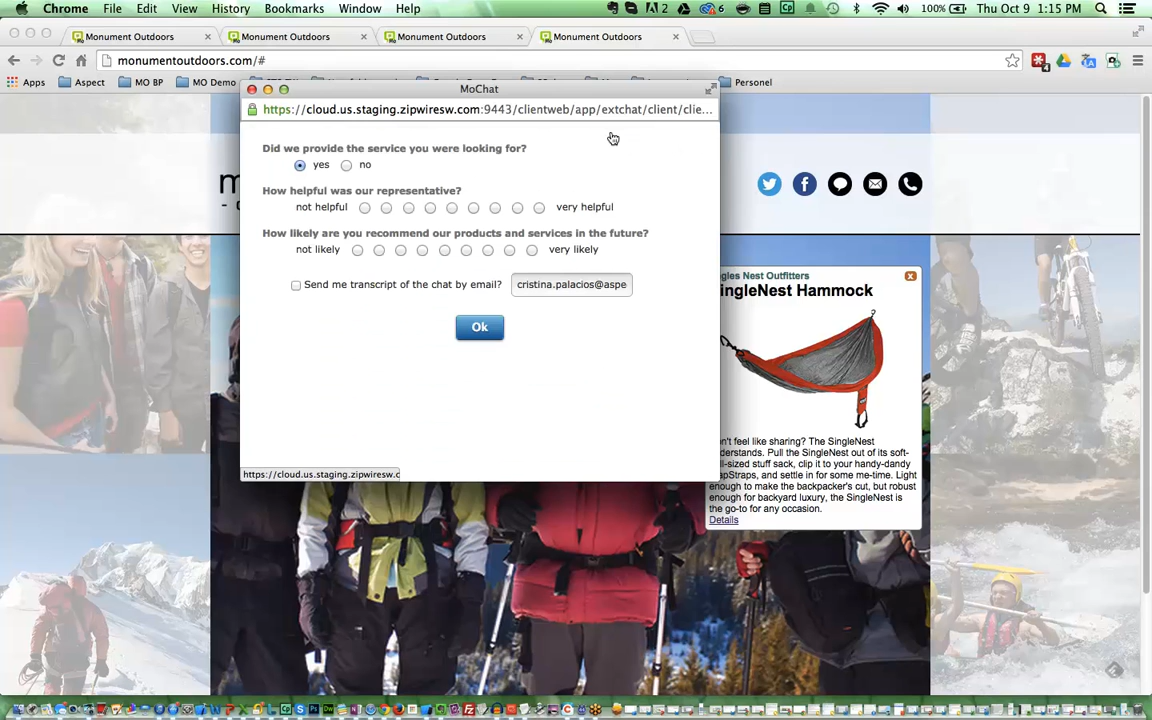 Chrome File Edit View History Bookmarks Window Help 2 6 100% Thu Oct 9 1:15 PM
Monument Outdoors × Monument Outdoors × Monument Outdoors × Monument Outdoors ×
monumentoutdoors.com/#
Apps Aspect MO BP MO Demo Personal
MoChat
https://cloud.us.staging.zipwiresw.com:9443/clientweb/app/extchat/client/clie...
Did we provide the service you were looking for?
yes no
How helpful was our representative?
not helpful very helpful
How likely are you recommend our products and services in the future?
not likely very likely
Send me transcript of the chat by email? cristina.palacios@aspe
Ok
https://cloud.us.staging.zipwiresw.c
gles Nest Outfitters
ingleNest Hammock
n't feel like sharing? The SingleNest
derstands. Pull the SingleNest out of its soft-
ll-sized stuff sack, clip it to your handy-dandy
apStraps, and settle in for some me-time. Light
enough to make the backpacker's cut, but robust
enough for backyard luxury, the SingleNest is
the go-to for any occasion.
Details